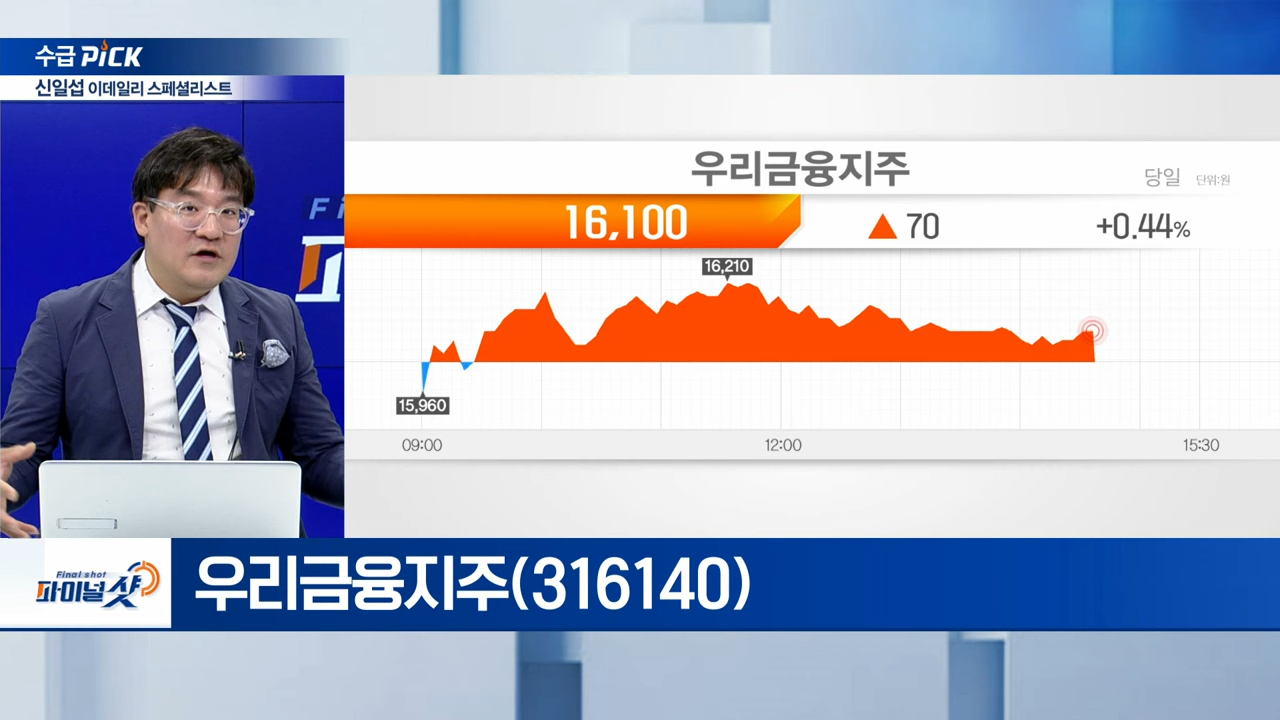 수급 PiCK
신일섭 이데일리 스페셜리스트
Fi
우리금융지주
당일 단위:원
16,100 ▲ 70 +0.44%
16,210
15,960
09:00 12:00 15:30
Final shot
파이널샷
우리금융지주(316140)